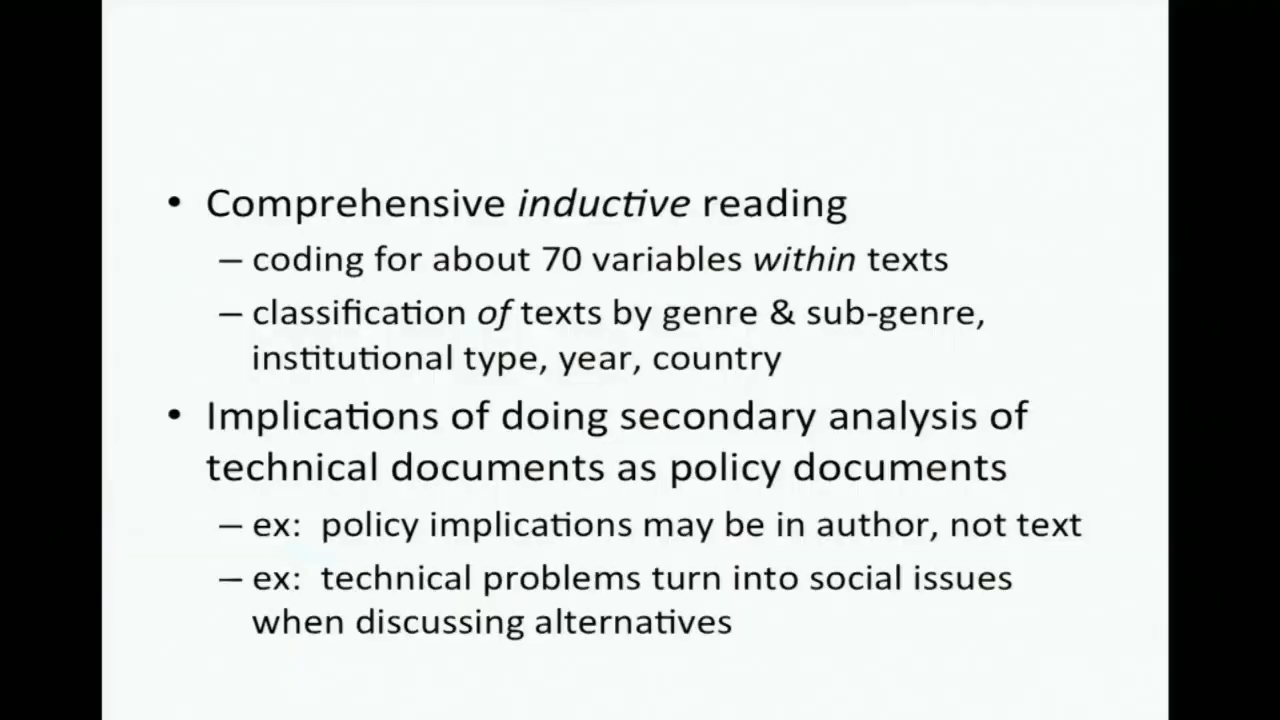 • Comprehensive inductive reading
– coding for about 70 variables within texts
– classification of texts by genre & sub-genre,
institutional type, year, country
• Implications of doing secondary analysis of
technical documents as policy documents
– ex:  policy implications may be in author, not text
– ex:  technical problems turn into social issues
when discussing alternatives